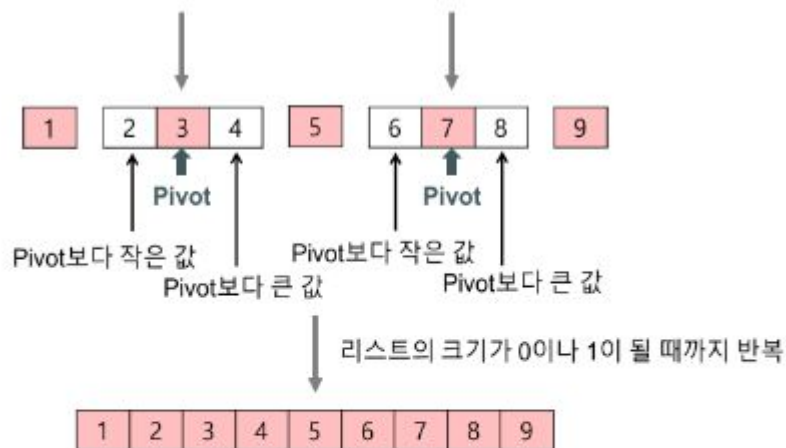 1 2 3 4 5 6 7 8 9
Pivot Pivot
Pivot보다 작은 값 Pivot보다 작은 값
Pivot보다 큰 값 Pivot보다 큰 값
리스트의 크기가 0이나 1이 될 때까지 반복
1 2 3 4 5 6 7 8 9